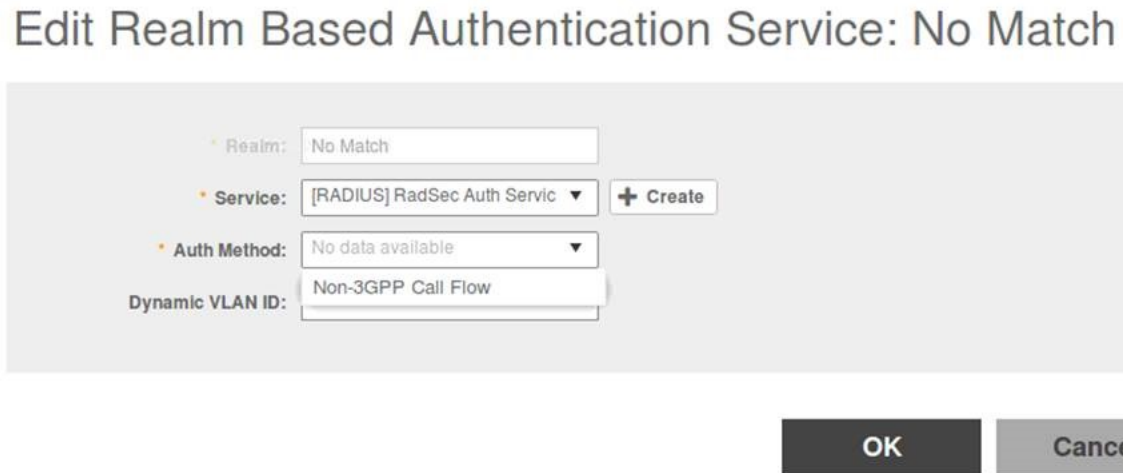 Edit Realm Based Authentication Service: No Match
* Realm: No Match
* Service: [RADIUS] RadSec Auth Servic ▼ + Create
* Auth Method: No data available ▼
Non-3GPP Call Flow
Dynamic VLAN ID:
OK Cance